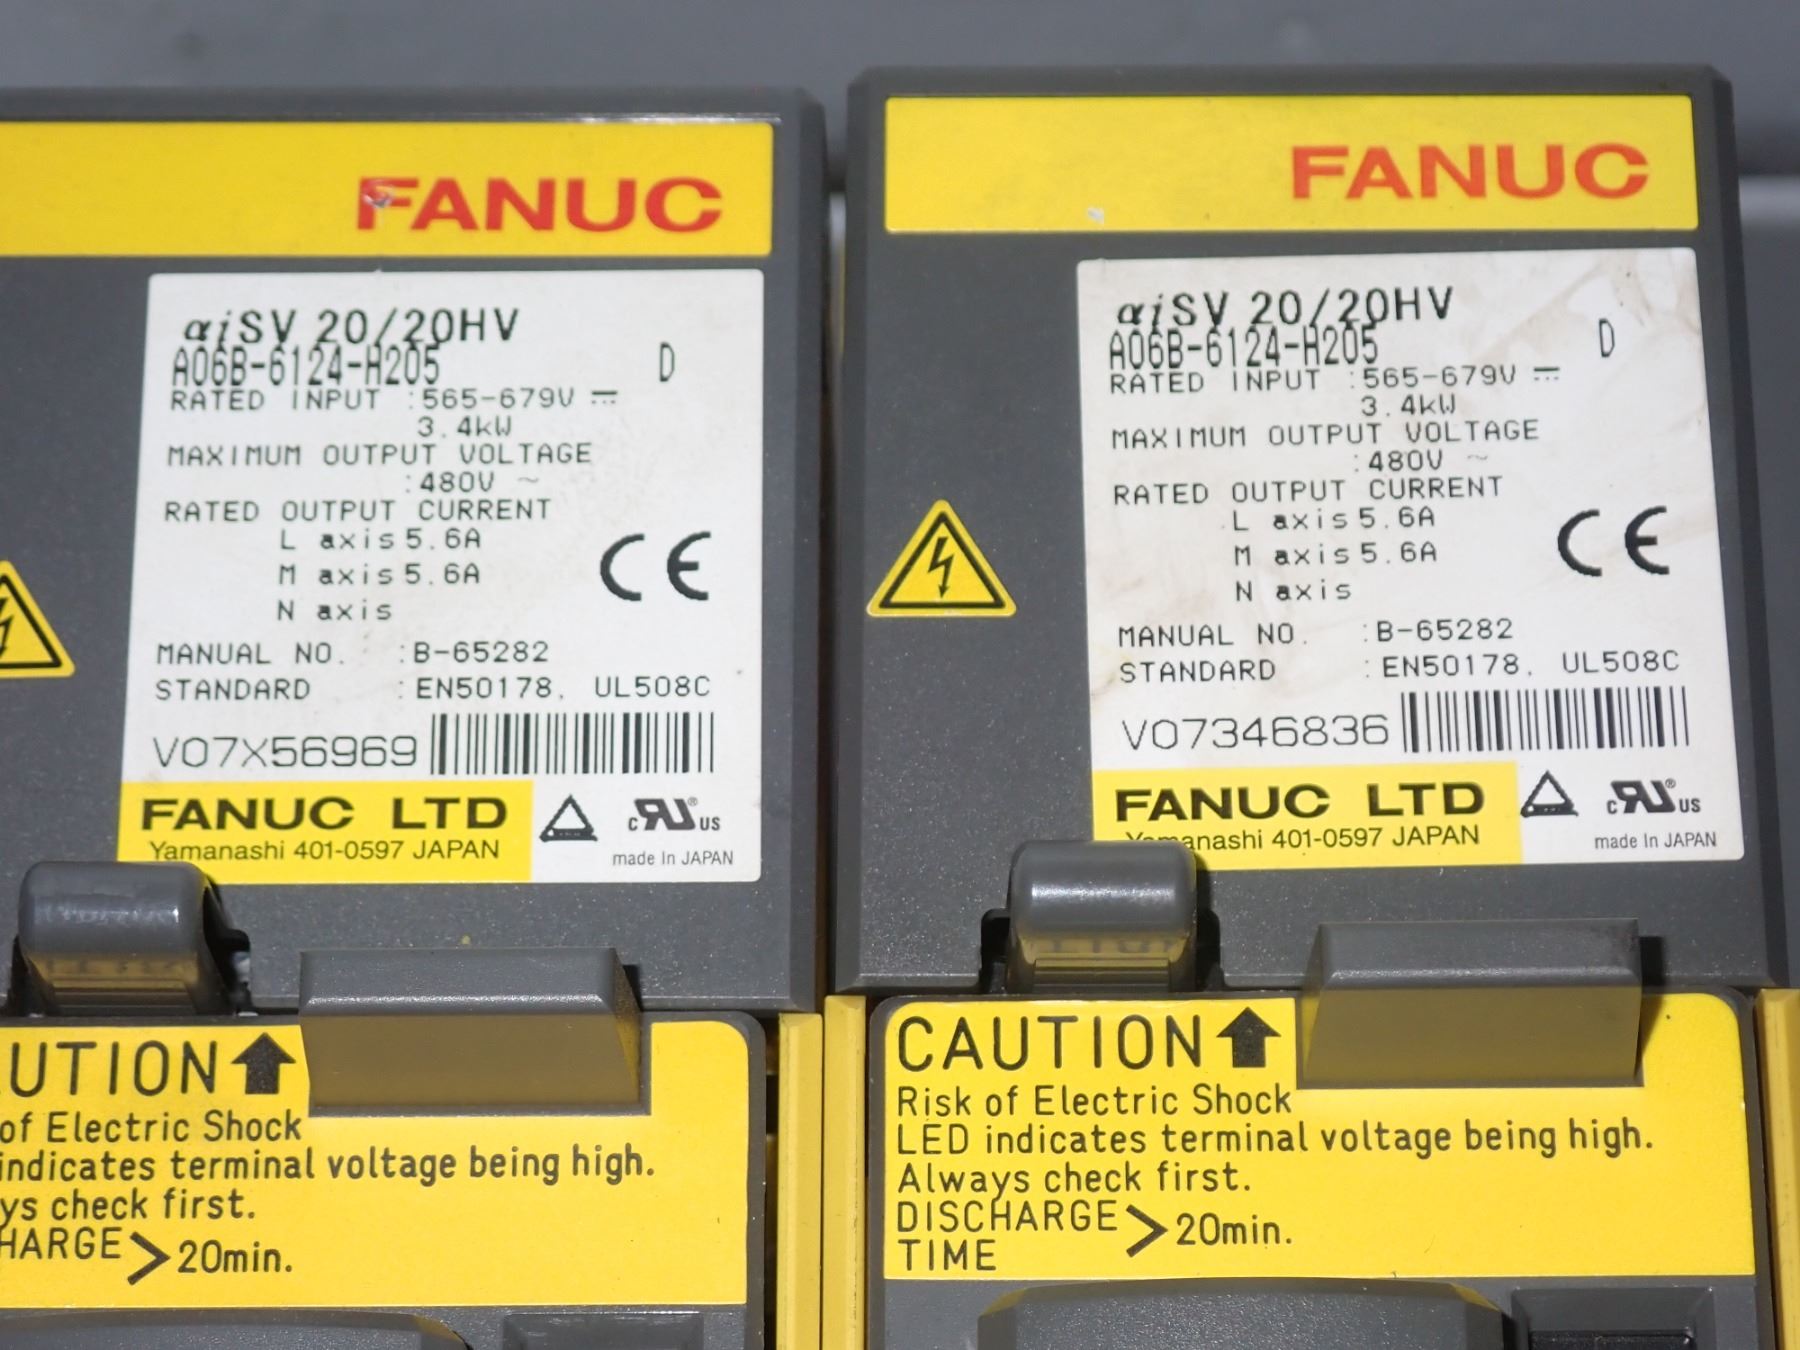 FANUC
αiSV 20/20HV
A06B-6124-H205 D
RATED INPUT :565-679V
3.4kW
MAXIMUM OUTPUT VOLTAGE
:480V ~
RATED OUTPUT CURRENT
L axis 5.6A
M axis 5.6A
N axis
MANUAL NO. :B-65282
STANDARD :EN50178, UL508C
V07X56969
FANUC LTD
Yamanashi 401-0597 JAPAN
c RU ® US
made In JAPAN
UTION
of Electric Shock
indicates terminal voltage being high.
ys check first.
HARGE > 20min.
FANUC
αiSV 20/20HV
A06B-6124-H205 D
RATED INPUT :565-679V
3.4kW
MAXIMUM OUTPUT VOLTAGE
:480V ~
RATED OUTPUT CURRENT
L axis 5.6A
M axis 5.6A
N axis
MANUAL NO. :B-65282
STANDARD :EN50178, UL508C
V07346836
FANUC LTD
Yamanashi 401-0597 JAPAN
c RU ® US
made In JAPAN
CAUTION
Risk of Electric Shock
LED indicates terminal voltage being high.
Always check first.
DISCHARGE > 20min.
TIME